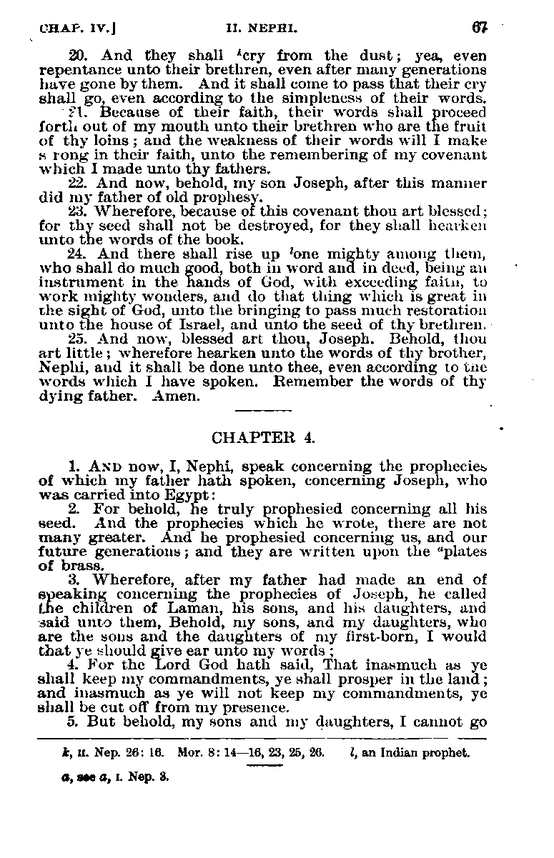 CHAP. IV.] II. NEPHI. 67
20. And they shall ᵏcry from the dust; yea, even
repentance unto their brethren, even after many generations
have gone by them. And it shall come to pass that their cry
shall go, even according to the simpleness of their words.
21. Because of their faith, their words shall proceed
forth out of my mouth unto their brethren who are the fruit
of thy loins; and the weakness of their words will I make
strong in their faith, unto the remembering of my covenant
which I made unto thy fathers.
22. And now, behold, my son Joseph, after this manner
did my father of old prophesy.
23. Wherefore, because of this covenant thou art blessed;
for thy seed shall not be destroyed, for they shall hearken
unto the words of the book.
24. And there shall rise up ˡone mighty among them,
who shall do much good, both in word and in deed, being an
instrument in the hands of God, with exceeding faith, to
work mighty wonders, and do that thing which is great in
the sight of God, unto the bringing to pass much restoration
unto the house of Israel, and unto the seed of thy brethren.
25. And now, blessed art thou, Joseph. Behold, thou
art little; wherefore hearken unto the words of thy brother,
Nephi, and it shall be done unto thee, even according to the
words which I have spoken. Remember the words of thy
dying father. Amen.
CHAPTER 4.
1. AND now, I, Nephi, speak concerning the prophecies
of which my father hath spoken, concerning Joseph, who
was carried into Egypt:
2. For behold, he truly prophesied concerning all his
seed. And the prophecies which he wrote, there are not
many greater. And he prophesied concerning us, and our
future generations; and they are written upon the ᵃplates
of brass.
3. Wherefore, after my father had made an end of
speaking concerning the prophecies of Joseph, he called
the children of Laman, his sons, and his daughters, and
said unto them, Behold, my sons, and my daughters, who
are the sons and the daughters of my first-born, I would
that ye should give ear unto my words;
4. For the Lord God hath said, That inasmuch as ye
shall keep my commandments, ye shall prosper in the land;
and inasmuch as ye will not keep my commandments, ye
shall be cut off from my presence.
5. But behold, my sons and my daughters, I cannot go
k, II. Nep. 26: 16. Mor. 8: 14—16, 23, 25, 26. l, an Indian prophet.
a, see a, I. Nep. 3.